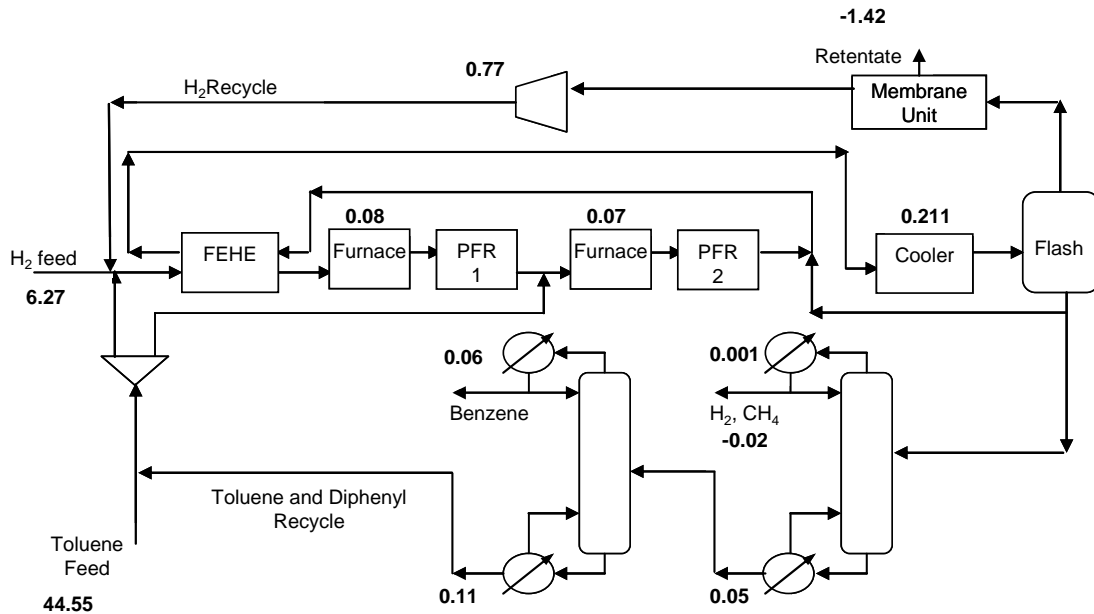 -1.42
Retentate
0.77
H₂Recycle
Membrane
Unit
0.08
0.07
0.211
FEHE
Furnace
PFR
1
Furnace
PFR
2
Cooler
Flash
H₂ feed
6.27
0.06
0.001
Benzene
H₂, CH₄
-0.02
Toluene and Diphenyl
Recycle
Toluene
Feed
0.11
0.05
44.55